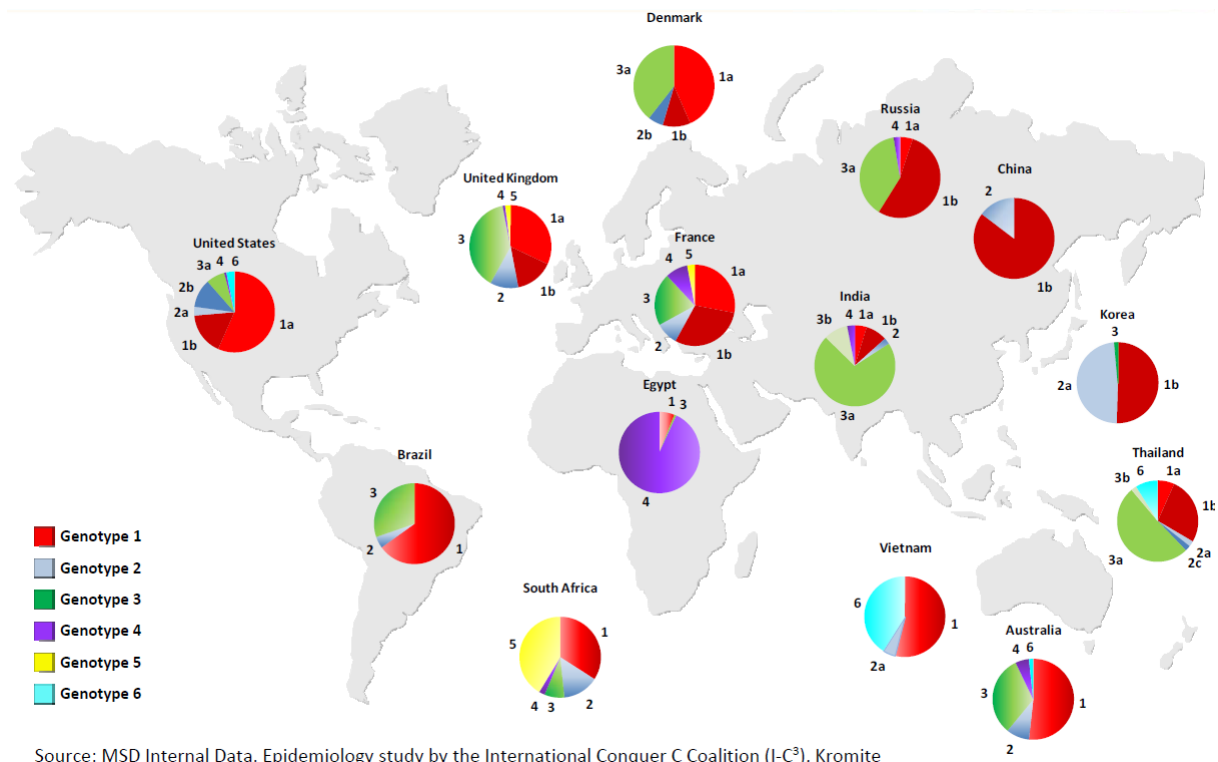 Denmark
3a
1a
2b
1b
Russia
4
1a
3a
1b
China
2
1b
United Kingdom
4
5
1a
3
1b
2
United States
3a
4
6
2b
2a
1b
1a
France
4
5
1a
3
2
1b
India
3b
4
1a
1b
2
3a
Korea
3
2a
1b
Egypt
1
3
4
Brazil
3
2
1
Thailand
3b
6
1a
1b
2a
2c
3a
Vietnam
6
1
2a
South Africa
5
1
4
3
2
Australia
4
6
3
1
2
Genotype 1
Genotype 2
Genotype 3
Genotype 4
Genotype 5
Genotype 6
Source: MSD Internal Data. Epidemiology study by the International Conquer C Coalition (I-C³). Kromite